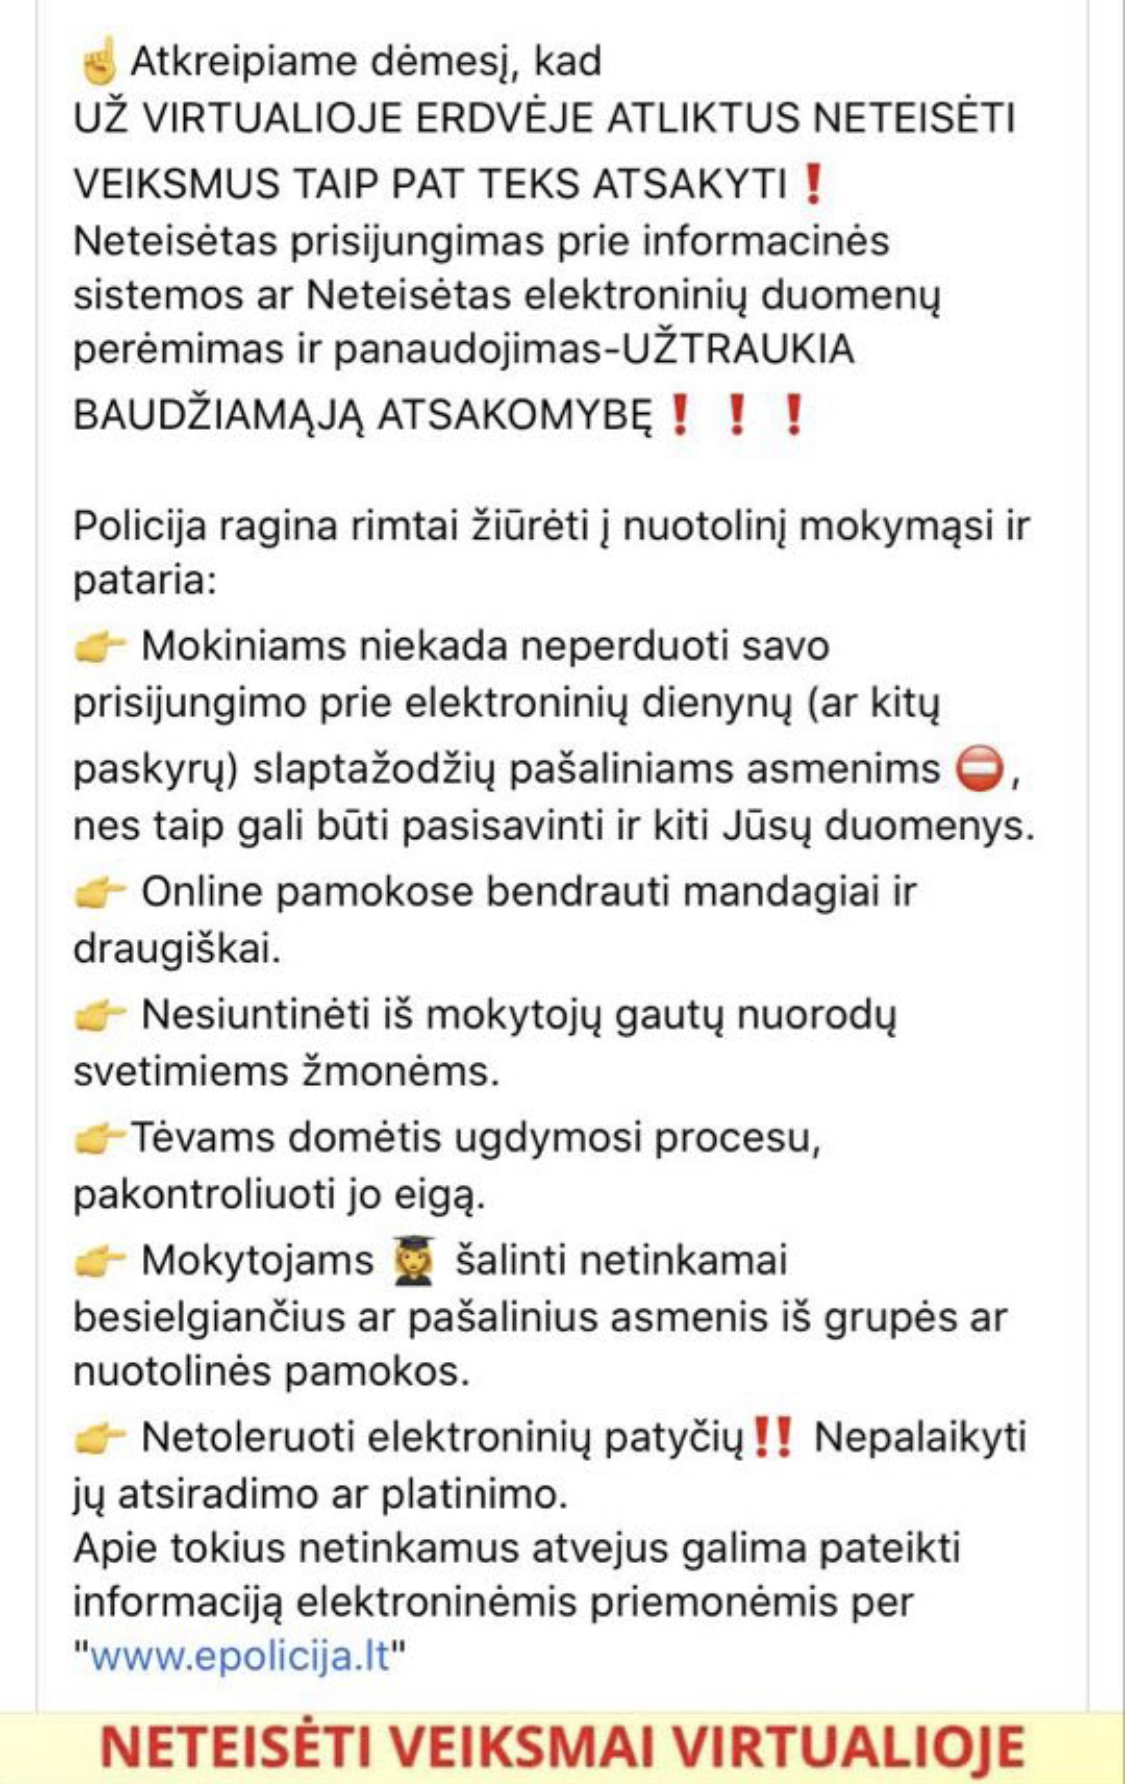 ☝️Atkreipiame dėmesį, kad
UŽ VIRTUALIOJE ERDVĖJE ATLIKTUS NETEISĖTI
VEIKSMUS TAIP PAT TEKS ATSAKYTI❗
Neteisėtas prisijungimas prie informacinės
sistemos ar Neteisėtas elektroninių duomenų
perėmimas ir panaudojimas-UŽTRAUKIA
BAUDŽIAMĄJĄ ATSAKOMYBĘ❗❗❗
Policija ragina rimtai žiūrėti į nuotolinį mokymąsi ir
pataria:
👉 Mokiniams niekada neperduoti savo
prisijungimo prie elektroninių dienynų (ar kitų
paskyrų) slaptažodžių pašaliniams asmenims ⛔,
nes taip gali būti pasisavinti ir kiti Jūsų duomenys.
👉 Online pamokose bendrauti mandagiai ir
draugiškai.
👉 Nesiuntinėti iš mokytojų gautų nuorodų
svetimiems žmonėms.
👉Tėvams domėtis ugdymosi procesu,
pakontroliuoti jo eigą.
👉 Mokytojams 👩‍🎓 šalinti netinkamai
besielgiančius ar pašalinius asmenis iš grupės ar
nuotolinės pamokos.
👉 Netoleruoti elektroninių patyčių‼️ Nepalaikyti
jų atsiradimo ar platinimo.
Apie tokius netinkamus atvejus galima pateikti
informaciją elektroninėmis priemonėmis per
"www.epolicija.lt"
NETEISĖTI VEIKSMAI VIRTUALIOJE